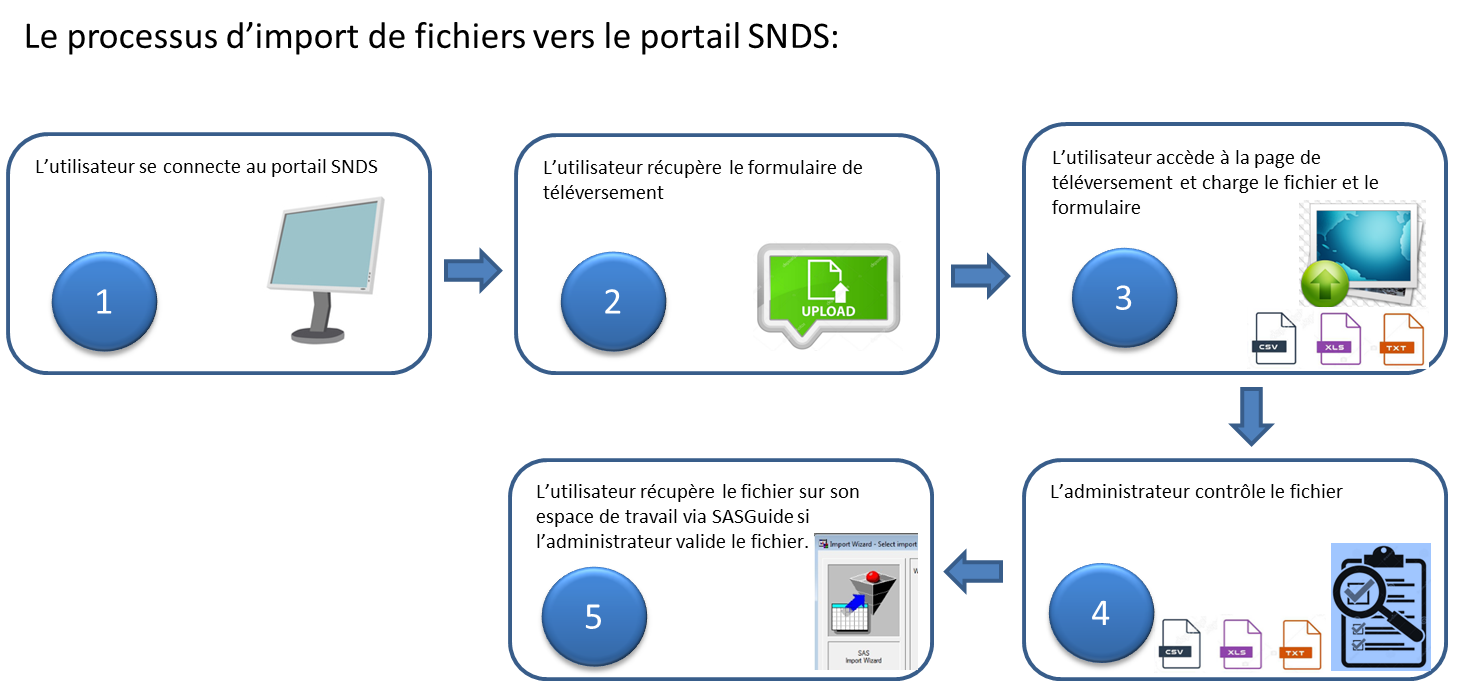 Le processus d’import de fichiers vers le portail SNDS:
L’utilisateur se connecte au portail SNDS
1
L’utilisateur récupère le formulaire de
téléversement
UPLOAD
2
L’utilisateur accède à la page de
téléversement et charge le fichier et le
formulaire
3
CSV
XLS
TXT
L’administrateur contrôle le fichier
4
CSV
XLS
TXT
L’utilisateur récupère le fichier sur son
espace de travail via SASGuide si
l’administrateur valide le fichier.
Import Wizard - Select import
5
SAS
Import Wizard